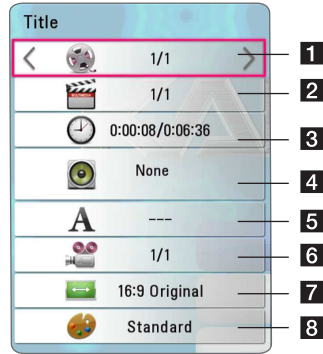 Title
1/1 1
1/1 2
0:00:08/0:06:36 3
None 4
A --- 5
1/1 6
16:9 Original 7
Standard 8